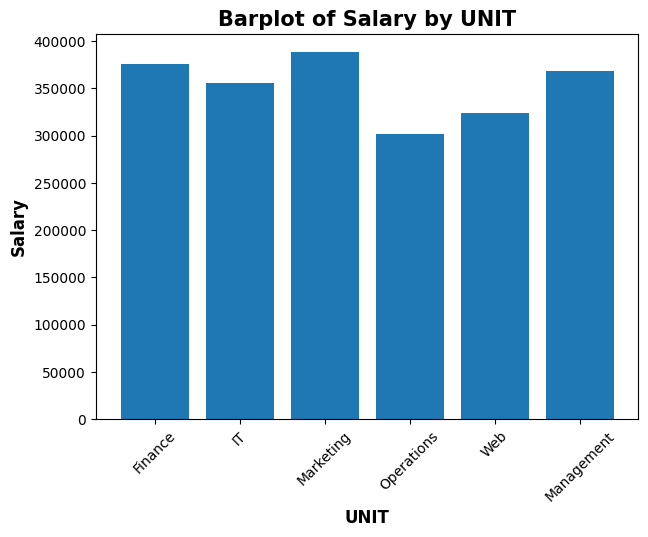 Barplot of Salary by UNIT
400000
350000
300000
250000
200000
150000
100000
50000
0
Salary
Finance
IT
Marketing
Operations
Web
Management
UNIT